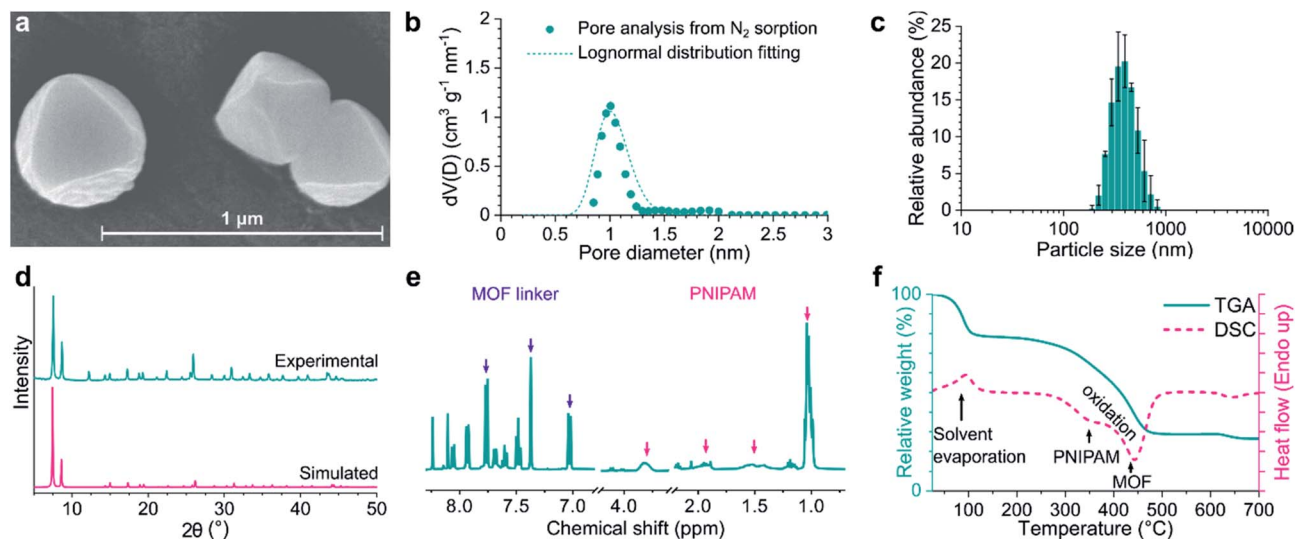 a
1 μm
b
Pore analysis from N₂ sorption
Lognormal distribution fitting
dV(D) (cm³ g⁻¹ nm⁻¹)
2
1.5
1
0.5
0
0 0.5 1 1.5 2 2.5 3
Pore diameter (nm)
c
Relative abundance (%)
25
20
15
10
5
0
10 100 1000 10000
Particle size (nm)
d
Intensity
Experimental
Simulated
10 20 30 40 50
2θ (°)
e
MOF linker
PNIPAM
8.0 7.5 7.0 4.0 2.0 1.5 1.0
Chemical shift (ppm)
f
Relative weight (%)
100
80
60
40
20
0
TGA
DSC
Solvent
evaporation
oxidation
PNIPAM
MOF
Heat flow (Endo up)
100 200 300 400 500 600 700
Temperature (°C)